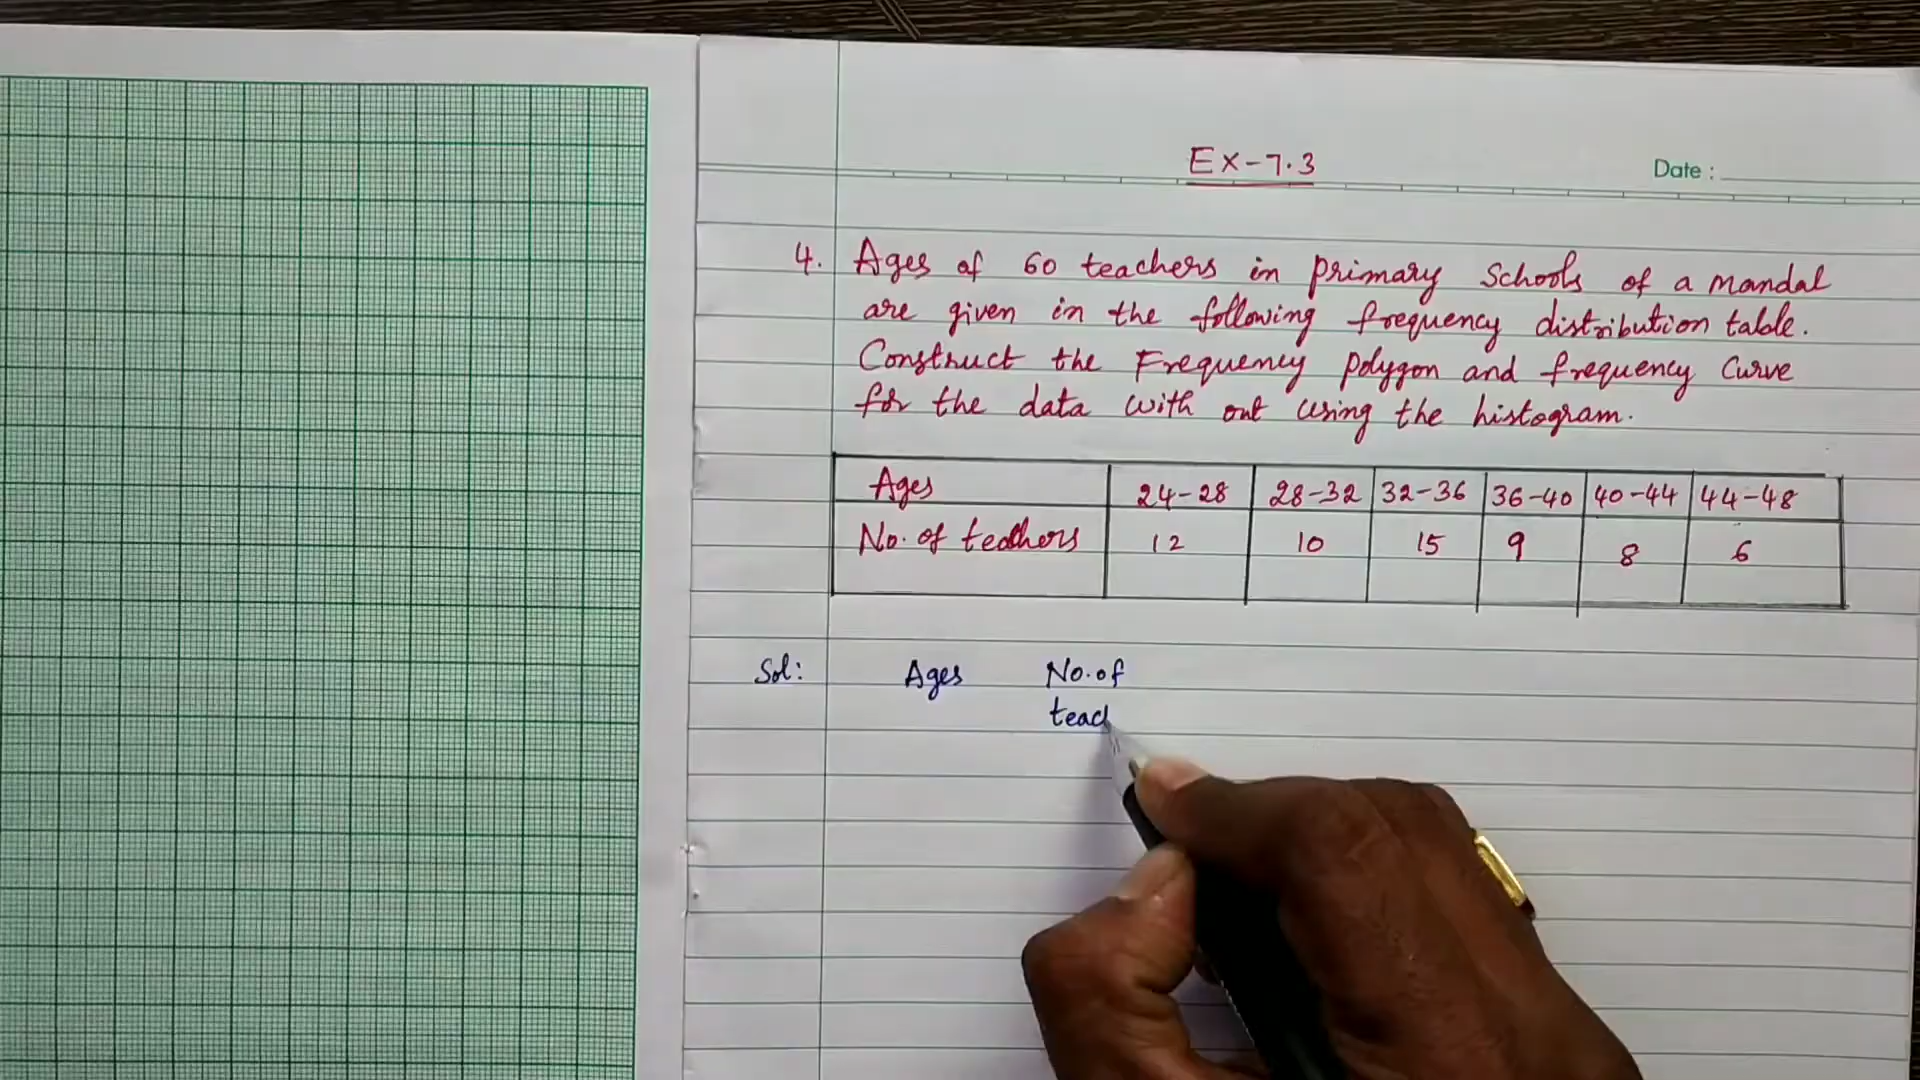 Ex-7.3
Date :
4. Ages of 60 teachers in primary Schools of a mandal
are given in the following frequency distribution table.
Construct the Frequency Polygon and frequency Curve
for the data with out using the histogram.
Ages 24-28 28-32 32-36 36-40 40-44 44-48
No. of teachers 12 10 15 9 8 6
Sol: Ages No. of
teach